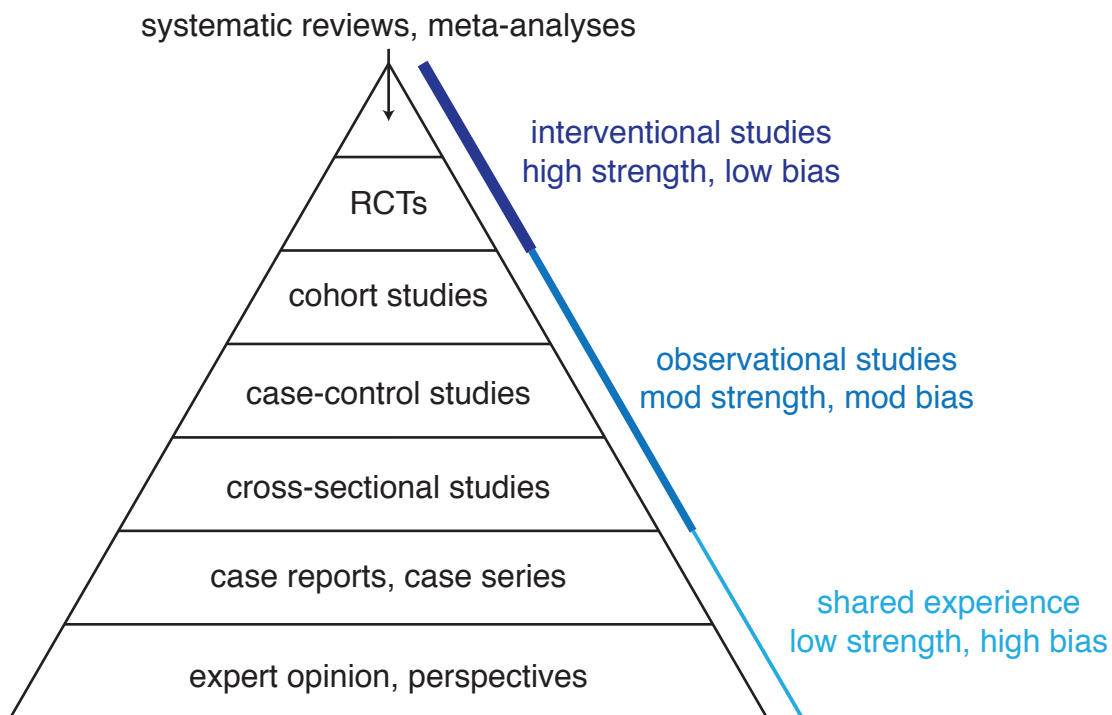 systematic reviews, meta-analyses
interventional studies
high strength, low bias
RCTs
cohort studies
observational studies
mod strength, mod bias
case-control studies
cross-sectional studies
case reports, case series
shared experience
low strength, high bias
expert opinion, perspectives